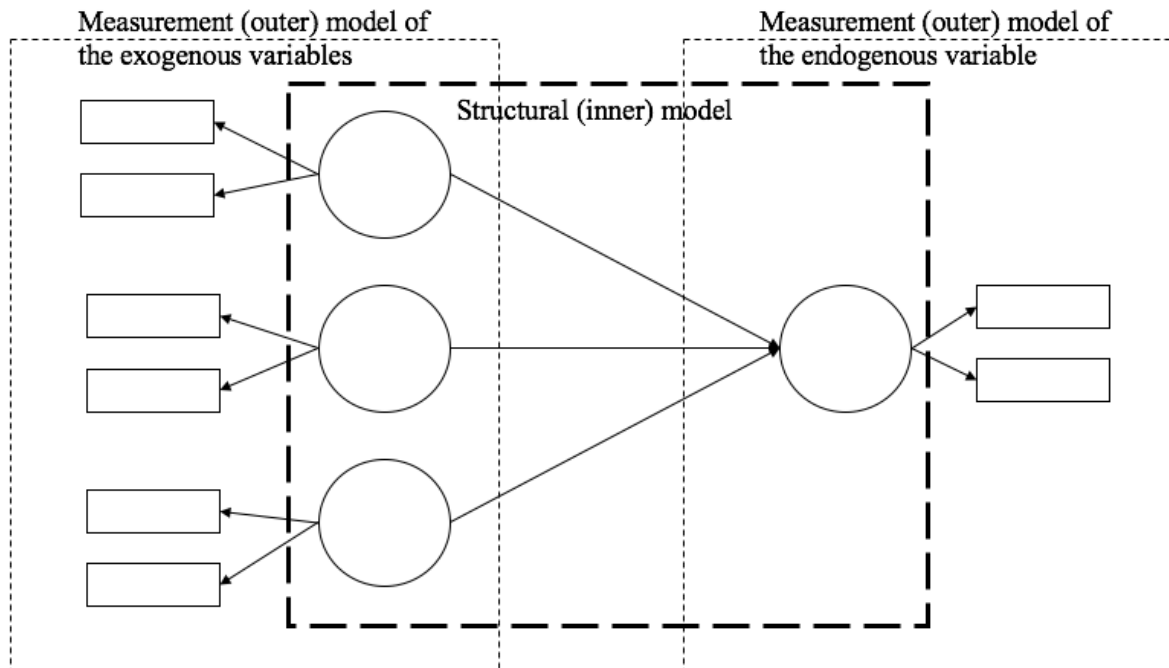 Measurement (outer) model of
the exogenous variables
Measurement (outer) model of
the endogenous variable
Structural (inner) model